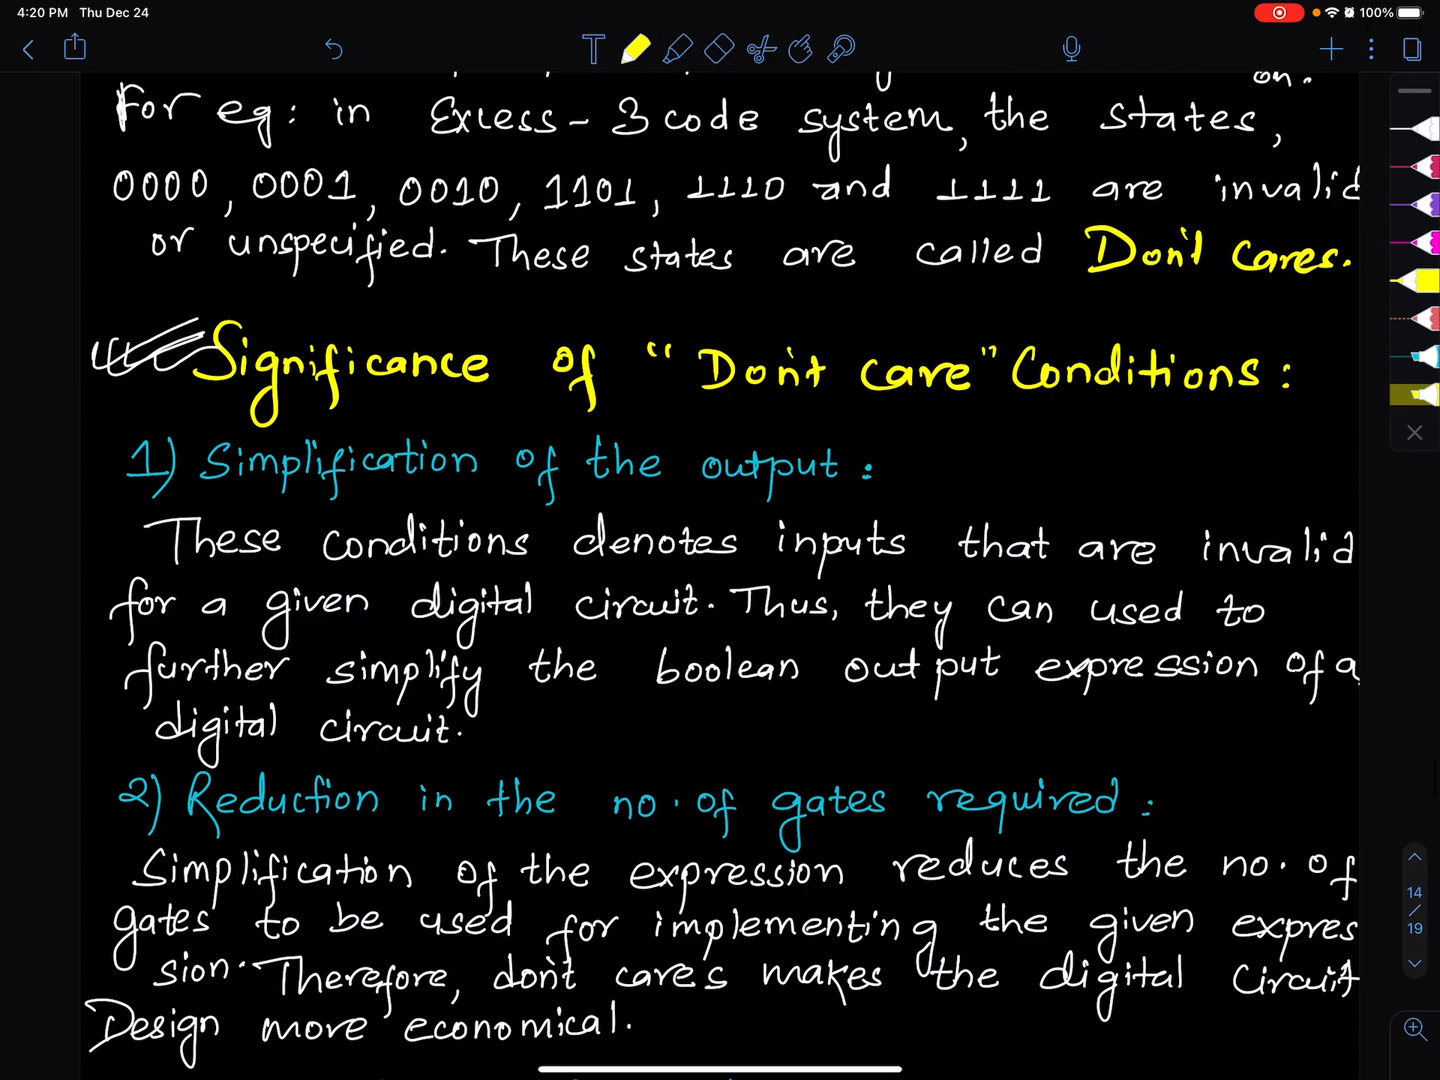 4:20 PM Thu Dec 24
100%
on.
For eg: in Excess-3 code system, the states,
0000, 0001, 0010, 1101, 1110 and 1111 are invalid
or unspecified. These states are called Don't Cares.
Significance of "Don't care" Conditions:
1) Simplification of the output:
These conditions denotes inputs that are invalid
for a given digital circuit. Thus, they can used to
further simplify the boolean output expression of a
digital circuit.
2) Reduction in the no. of gates required:
Simplification of the expression reduces the no. of
gates to be used for implementing the given expres
sion. Therefore, don't cares makes the digital Circuit
Design more economical.
14
/
19